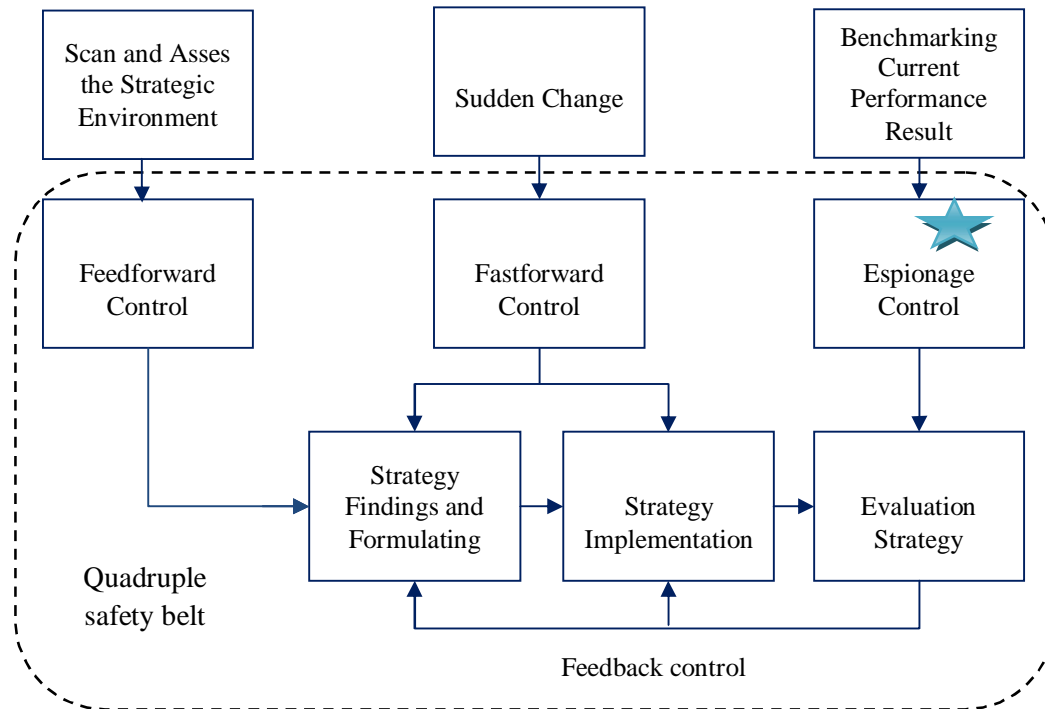 Scan and Asses
the Strategic
Environment
Sudden Change
Benchmarking
Current
Performance
Result
Feedforward
Control
Fastforward
Control
Espionage
Control
Strategy
Findings and
Formulating
Strategy
Implementation
Evaluation
Strategy
Quadruple
safety belt
Feedback control